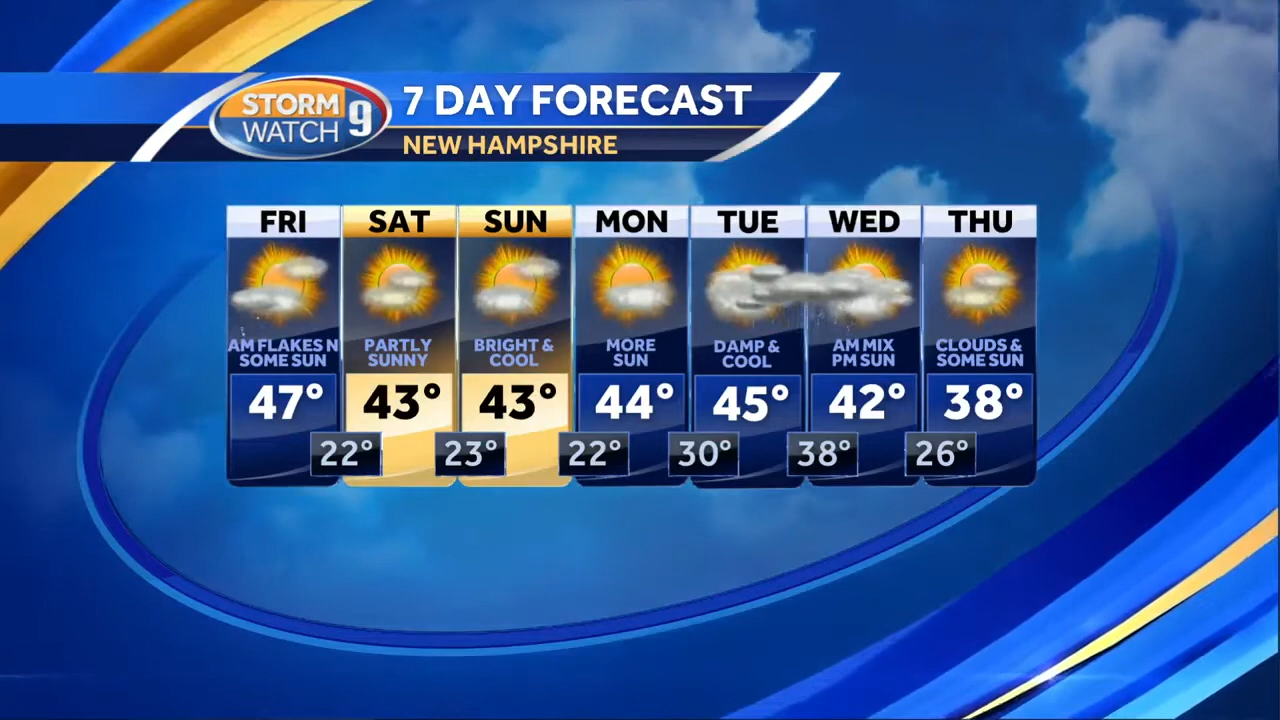 STORM
WATCH 9
7 DAY FORECAST
NEW HAMPSHIRE
FRI SAT SUN MON TUE WED THU
AM FLAKES N PARTLY BRIGHT & MORE DAMP & AM MIX CLOUDS &
SOME SUN SUNNY COOL SUN COOL PM SUN SOME SUN
47° 43° 43° 44° 45° 42° 38°
22° 23° 22° 30° 38° 26°